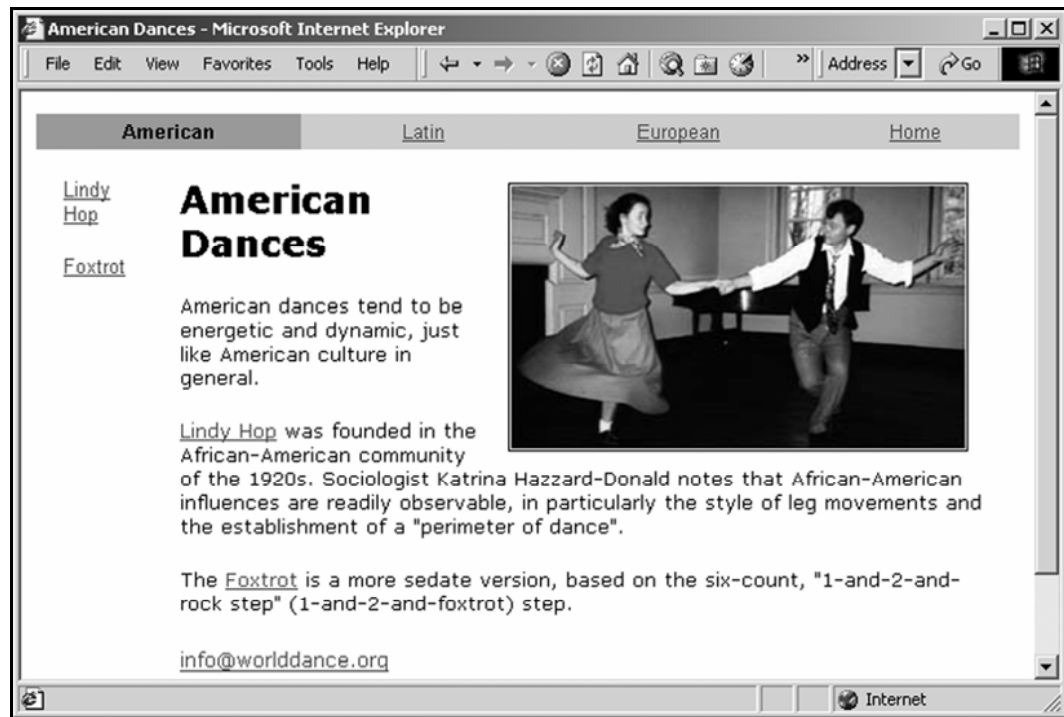 American Dances - Microsoft Internet Explorer
File Edit View Favorites Tools Help » Address Go
American Latin European Home
Lindy
Hop
Foxtrot
American
Dances
American dances tend to be
energetic and dynamic, just
like American culture in
general.
Lindy Hop was founded in the
African-American community
of the 1920s. Sociologist Katrina Hazzard-Donald notes that African-American
influences are readily observable, in particularly the style of leg movements and
the establishment of a "perimeter of dance".
The Foxtrot is a more sedate version, based on the six-count, "1-and-2-and-
rock step" (1-and-2-and-foxtrot) step.
info@worlddance.org
Internet